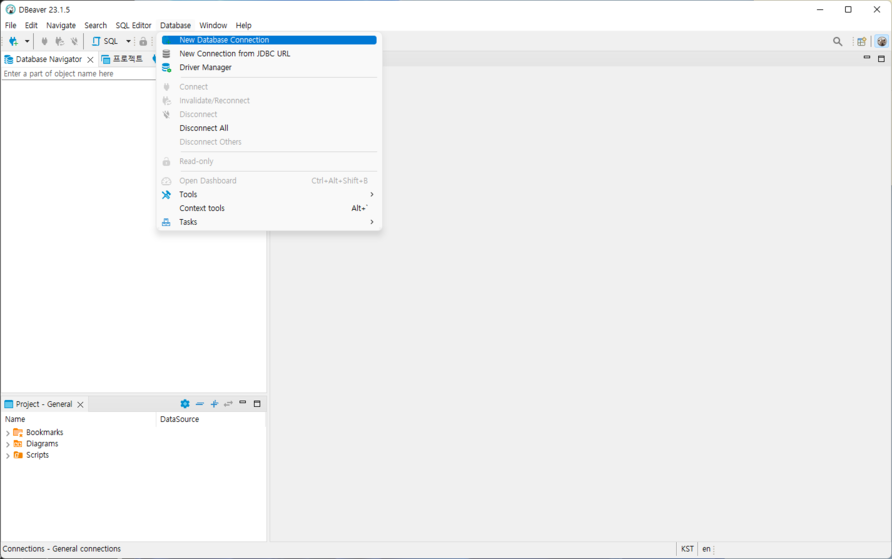 DBeaver 23.1.5
File Edit Navigate Search SQL Editor Database Window Help
SQL
Database Navigator
프로젝트
Enter a part of object name here
New Database Connection
New Connection from JDBC URL
Driver Manager
Connect
Invalidate/Reconnect
Disconnect
Disconnect All
Disconnect Others
Read-only
Open Dashboard Ctrl+Alt+Shift+B
Tools
Context tools Alt+`
Tasks
Project - General
Name DataSource
Bookmarks
Diagrams
Scripts
Connections - General connections KST en